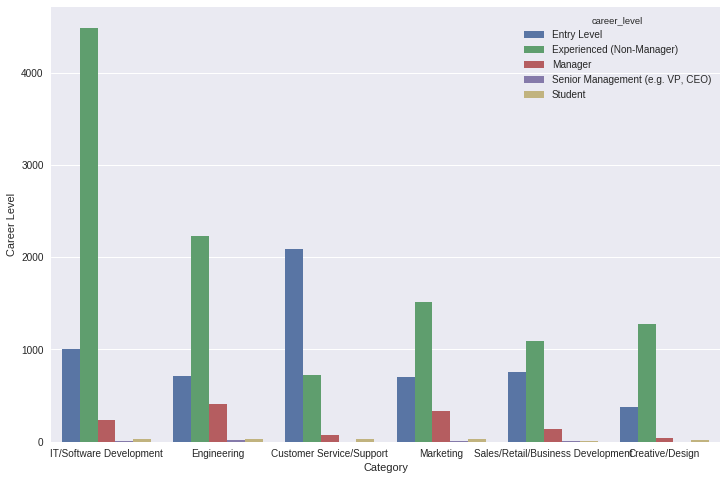 career_level
Entry Level
Experienced (Non-Manager)
Manager
Senior Management (e.g. VP, CEO)
Student
Career Level
4000
3000
2000
1000
0
IT/Software Development
Engineering
Customer Service/Support
Marketing
Sales/Retail/Business Development
Creative/Design
Category